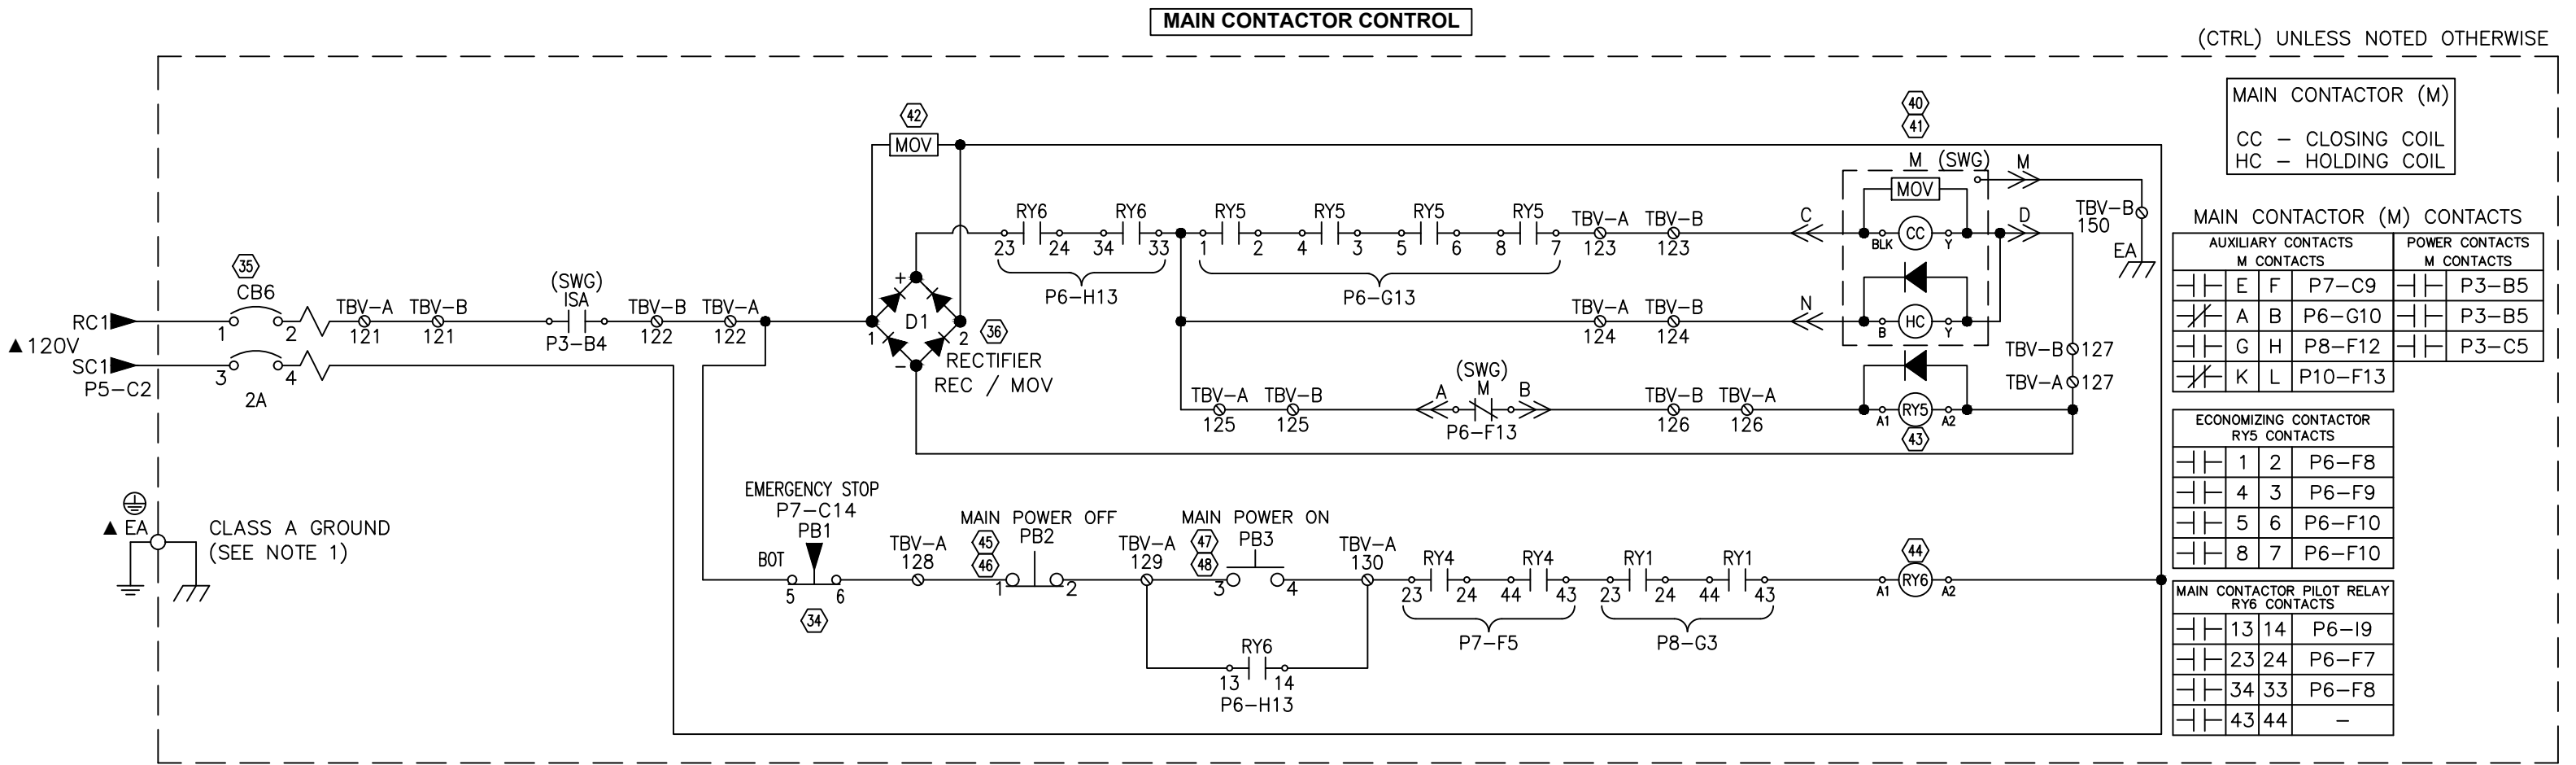 MAIN CONTACTOR CONTROL
(CTRL) UNLESS NOTED OTHERWISE
MAIN CONTACTOR (M)
CC – CLOSING COIL
HC – HOLDING COIL
42
MOV
40
41
M (SWG) M
MOV
C
CC
BLK Y
D
TBV–B
150
EA
RY6 RY6
23 24 34 33
P6–H13
RY5 RY5 RY5 RY5
1 2 4 3 5 6 8 7
P6–G13
TBV–A TBV–B
123 123
35
CB6
RC1
1 2
TBV–A TBV–B
121 121
(SWG)
ISA
P3–B4
TBV–B TBV–A
122 122
▲120V
SC1
P5–C2
3 4
2A
+
D1
1 2
–
36
RECTIFIER
REC / MOV
TBV–A TBV–B
124 124
N
HC
B Y
TBV–B 127
TBV–A 127
TBV–A TBV–B
125 125
(SWG)
A M B
P6–F13
TBV–B TBV–A
126 126
RY5
A1 A2
43
▲ EA
CLASS A GROUND
(SEE NOTE 1)
EMERGENCY STOP
P7–C14
PB1
BOT
5 6
34
TBV–A
128
MAIN POWER OFF
45
46
PB2
1 2
TBV–A
129
MAIN POWER ON
47
48
PB3
3 4
TBV–A
130
RY6
13 14
P6–H13
RY4 RY4
23 24 44 43
P7–F5
RY1 RY1
23 24 44 43
P8–G3
44
RY6
A1 A2
MAIN CONTACTOR (M) CONTACTS
AUXILIARY CONTACTS
M CONTACTS
POWER CONTACTS
M CONTACTS
E F P7–C9 P3–B5
A B P6–G10 P3–B5
G H P8–F12 P3–C5
K L P10–F13
ECONOMIZING CONTACTOR
RY5 CONTACTS
1 2 P6–F8
4 3 P6–F9
5 6 P6–F10
8 7 P6–F10
MAIN CONTACTOR PILOT RELAY
RY6 CONTACTS
13 14 P6–I9
23 24 P6–F7
34 33 P6–F8
43 44 –